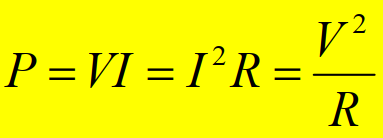 P = VI = I²R = V²/R